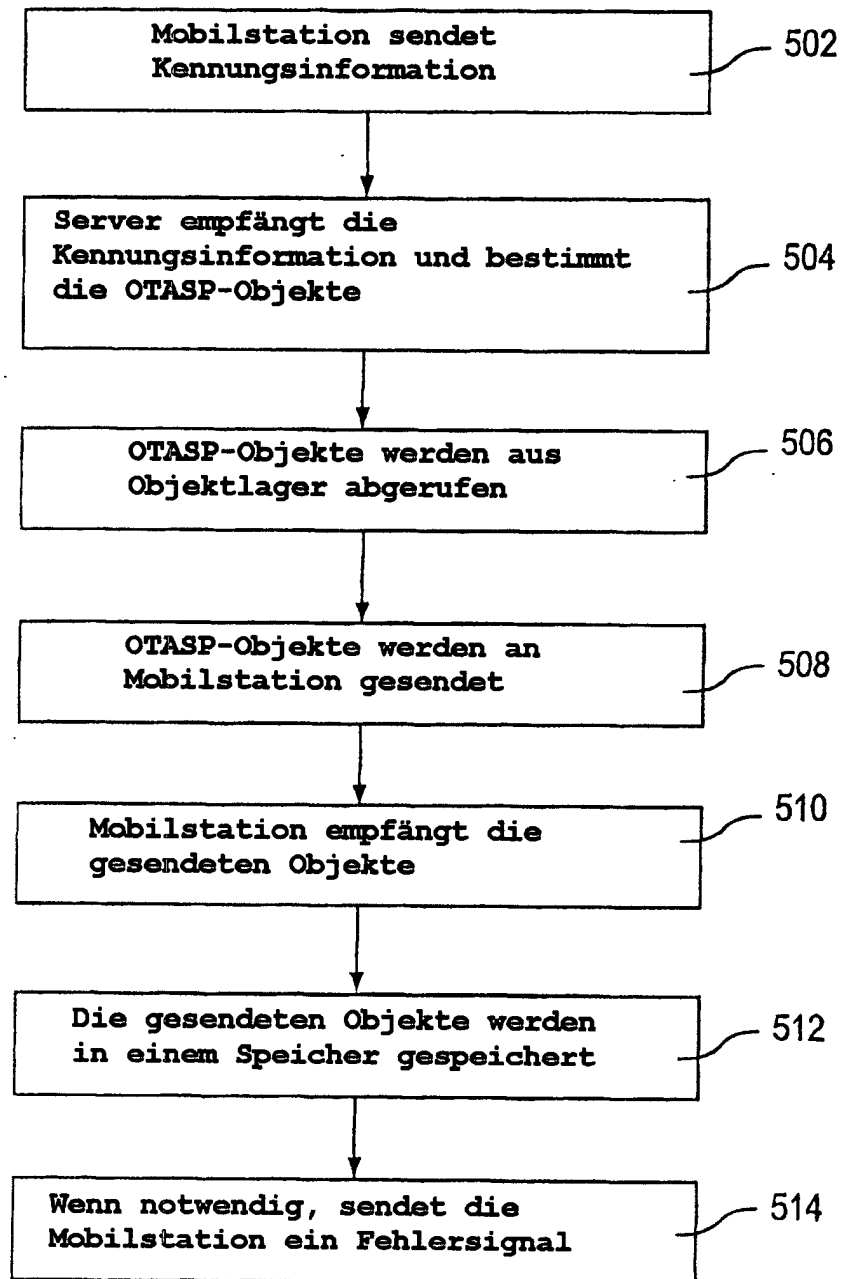 Mobilstation sendet
Kennungsinformation
502
Server empfängt die
Kennungsinformation und bestimmt
die OTASP-Objekte
504
OTASP-Objekte werden aus
Objektlager abgerufen
506
OTASP-Objekte werden an
Mobilstation gesendet
508
Mobilstation empfängt die
gesendeten Objekte
510
Die gesendeten Objekte werden
in einem Speicher gespeichert
512
Wenn notwendig, sendet die
Mobilstation ein Fehlersignal
514